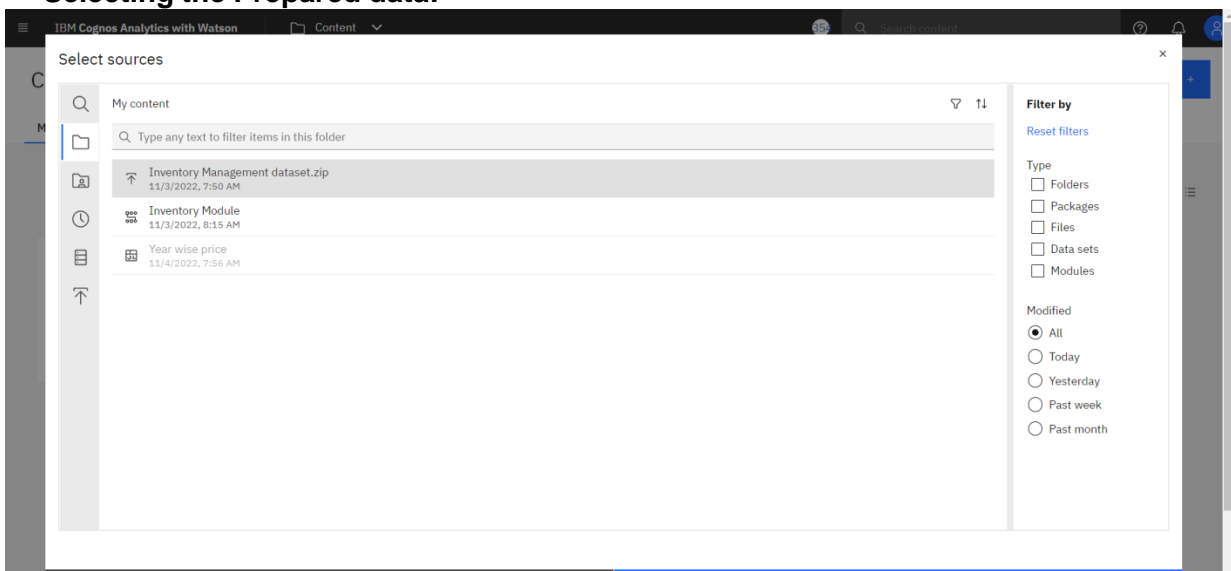 Selecting the Prepared data:
IBM Cognos Analytics with Watson
Content
Search content
Select sources
My content
Type any text to filter items in this folder
Inventory Management dataset.zip
11/3/2022, 7:50 AM
Inventory Module
11/3/2022, 8:15 AM
Year wise price
11/4/2022, 7:56 AM
Filter by
Reset filters
Type
Folders
Packages
Files
Data sets
Modules
Modified
All
Today
Yesterday
Past week
Past month